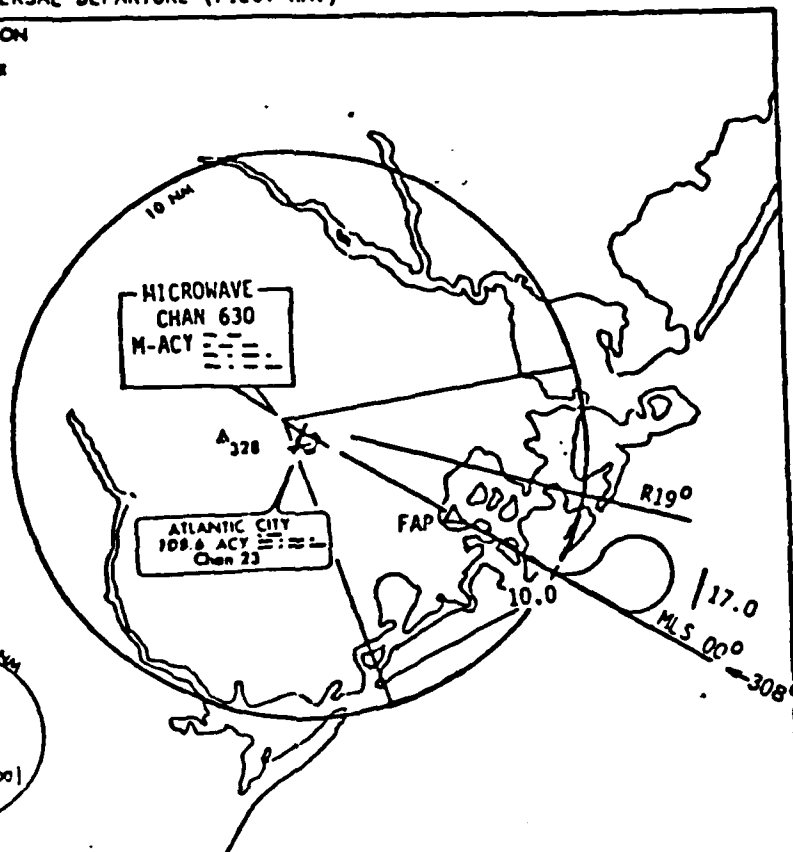 ERSAL DEPARTURE (PILOT NAV)
ON
10 NM
MICROWAVE
CHAN 630
M-ACY
A 328
ATLANTIC CITY
108.6 ACY
Chan 23
R19°
FAP
10.0
17.0
MLS 00°
308°